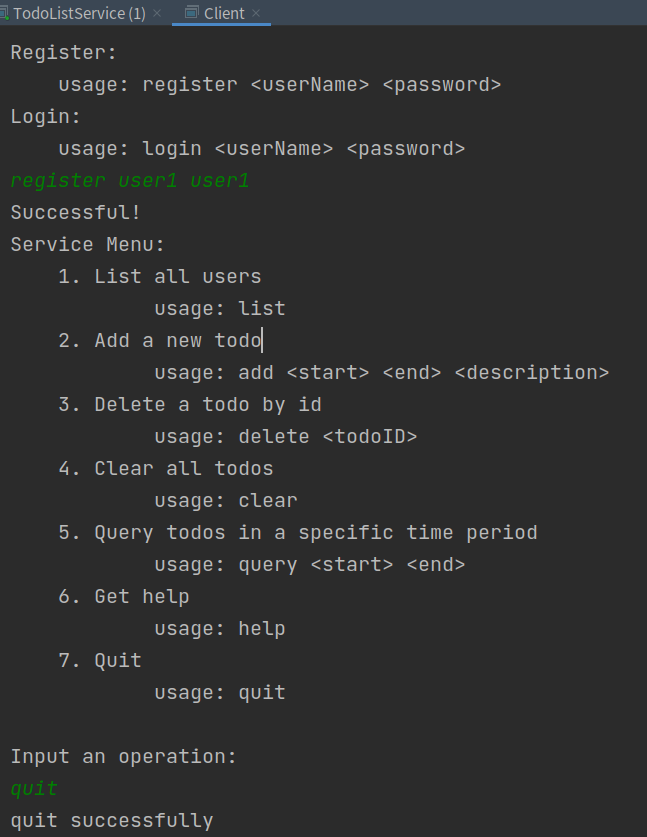 TodoListService (1) × Client ×
Register:
usage: register <userName> <password>
Login:
usage: login <userName> <password>
register user1 user1
Successful!
Service Menu:
1. List all users
usage: list
2. Add a new todo
usage: add <start> <end> <description>
3. Delete a todo by id
usage: delete <todoID>
4. Clear all todos
usage: clear
5. Query todos in a specific time period
usage: query <start> <end>
6. Get help
usage: help
7. Quit
usage: quit
Input an operation:
quit
quit successfully